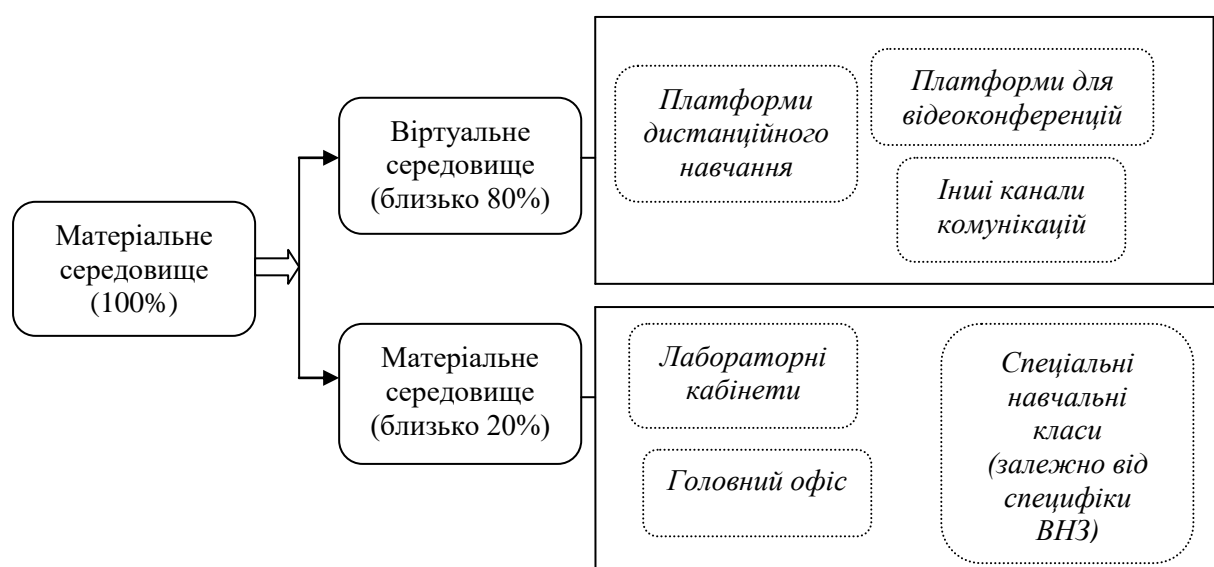 Матеріальне
середовище
(100%)
Віртуальне
середовище
(близько 80%)
Платформи
дистанційного
навчання
Платформи для
відеоконференцій
Інші канали
комунікацій
Матеріальне
середовище
(близько 20%)
Лабораторні
кабінети
Головний офіс
Спеціальні
навчальні
класи
(залежно від
специфіки
ВНЗ)